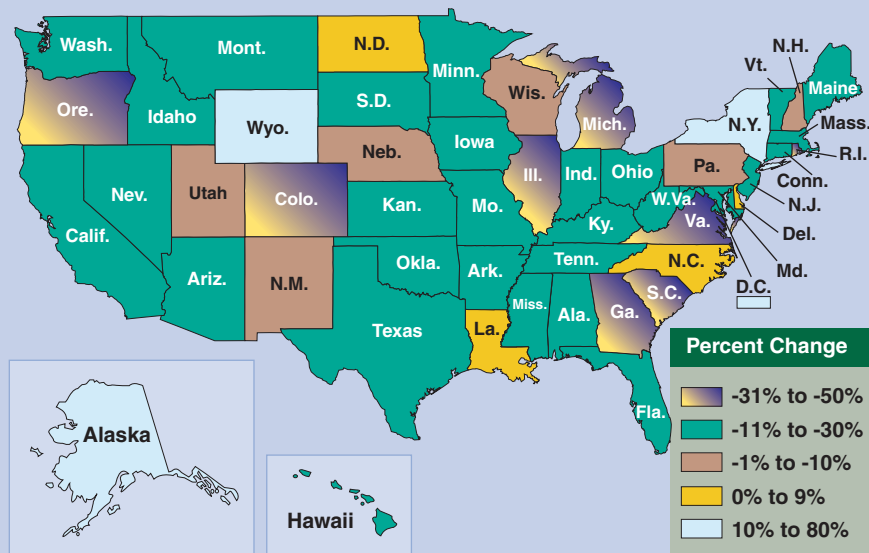 Wash.
Mont.
N.D.
Minn.
N.H.
Vt.
Maine
Ore.
Idaho
S.D.
Wis.
Mich.
Mass.
Wyo.
N.Y.
R.I.
Iowa
Neb.
Pa.
Conn.
Nev.
Utah
Colo.
Ill.
Ind.
Ohio
N.J.
Calif.
Kan.
Mo.
W.Va.
Va.
Del.
Ky.
Md.
Ariz.
N.M.
Okla.
Ark.
Tenn.
N.C.
D.C.
S.C.
Texas
La.
Miss.
Ala.
Ga.
Fla.
Alaska
Hawaii
Percent Change
-31% to -50%
-11% to -30%
-1% to -10%
0% to 9%
10% to 80%